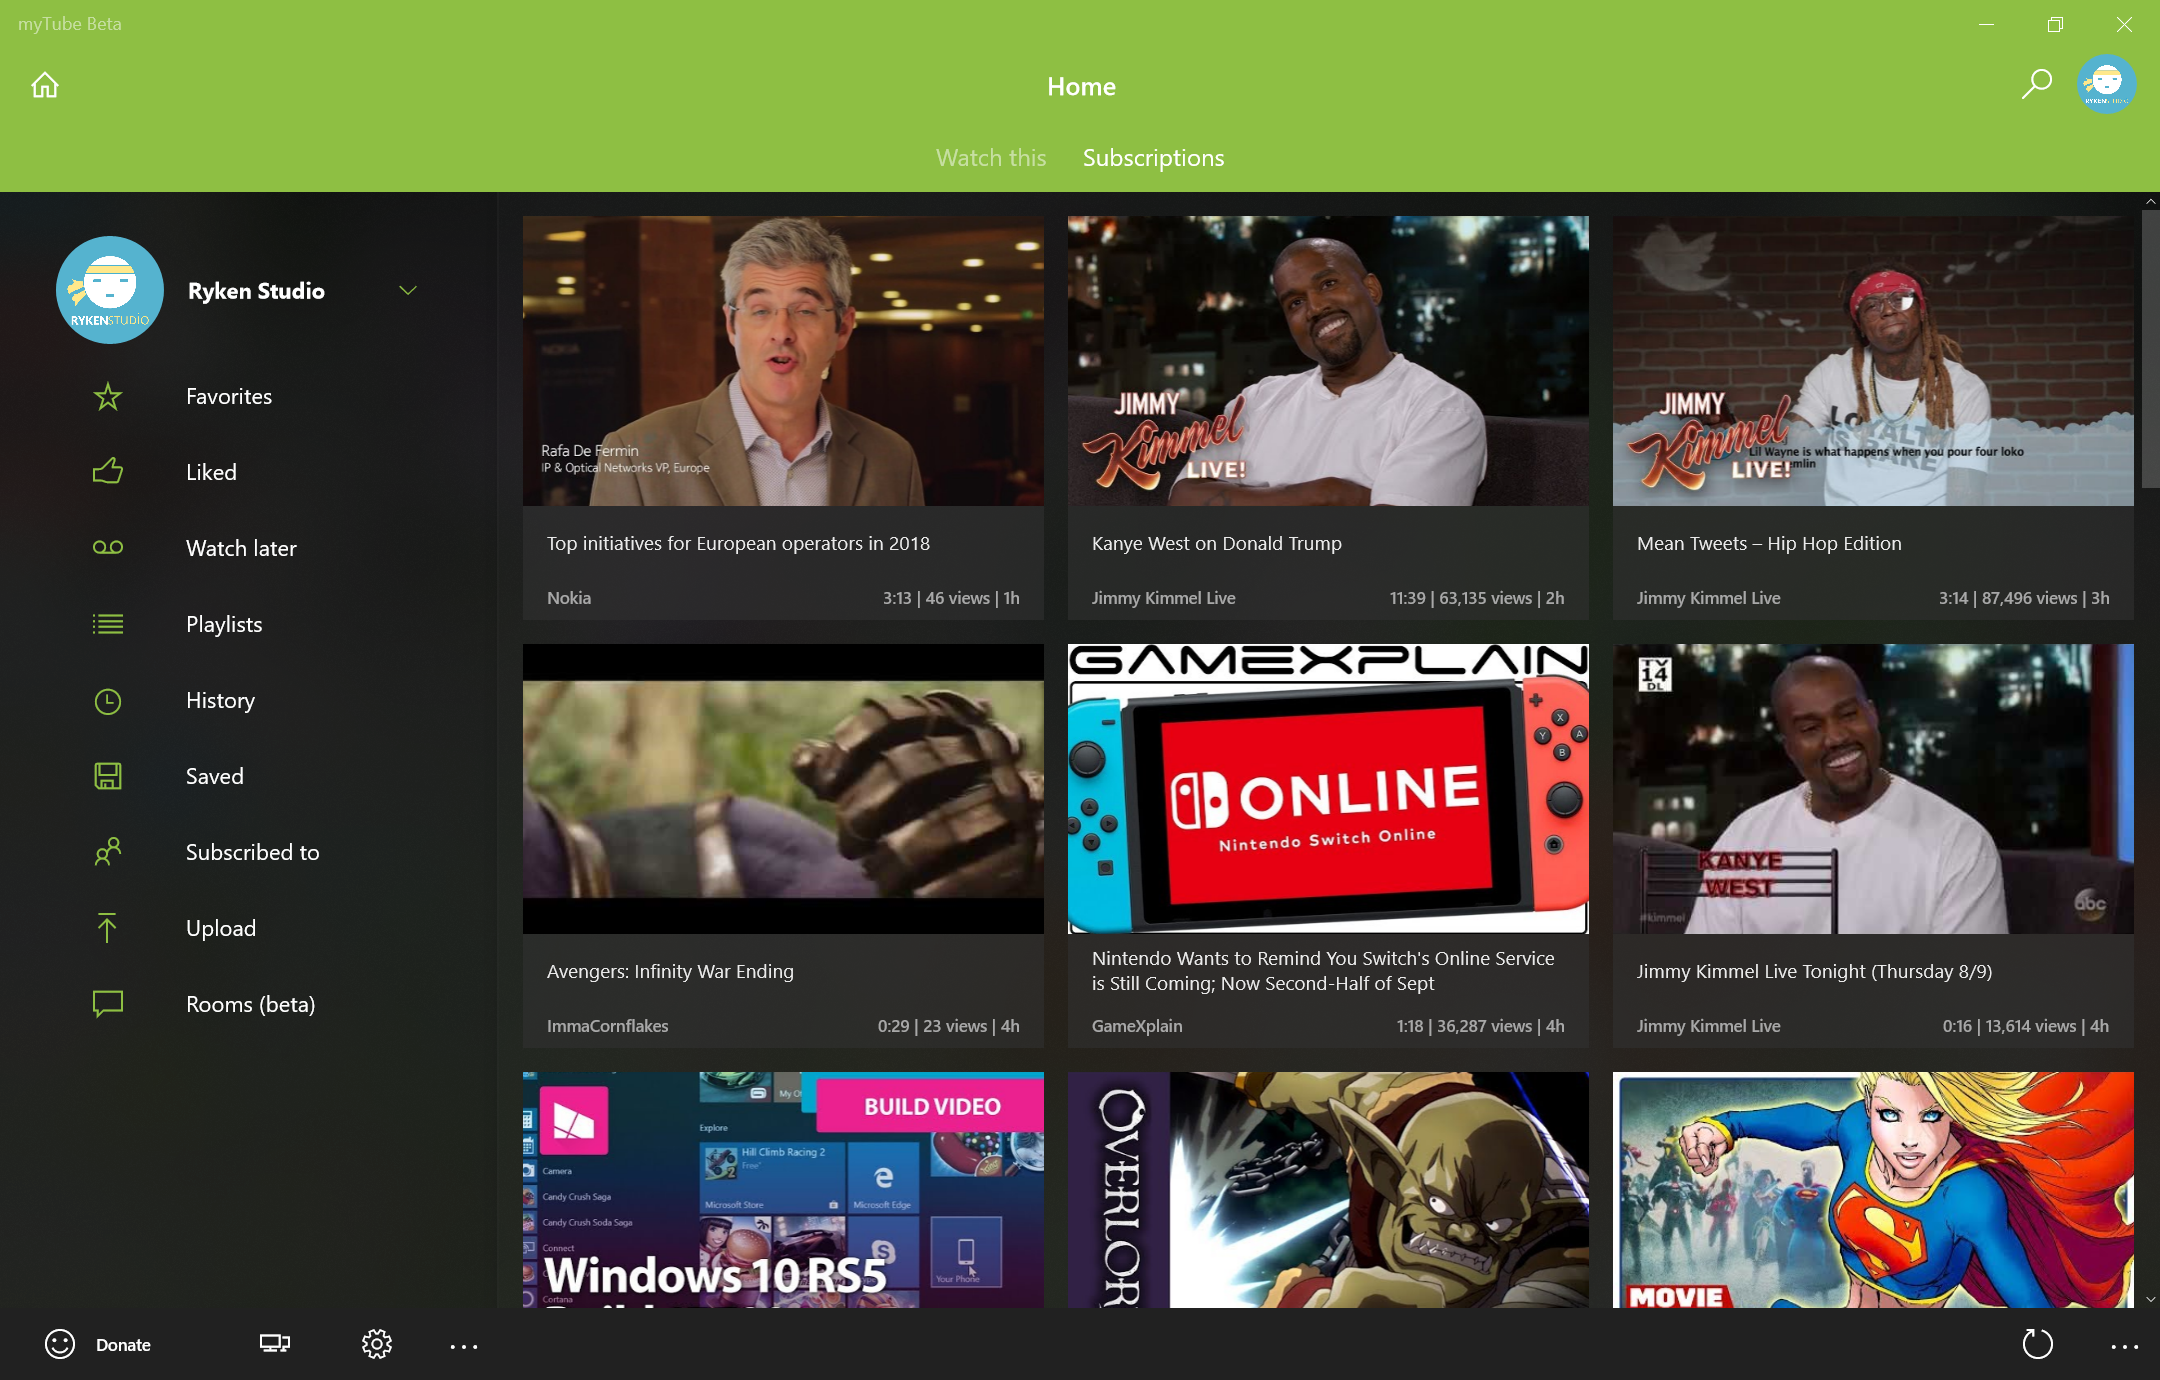 myTube Beta
Home
Watch this
Subscriptions
RYKENSTUDIO
Ryken Studio
Favorites
Liked
Watch later
Playlists
History
Saved
Subscribed to
Upload
Rooms (beta)
NOKIA
Rafa De Fermin
IP & Optical Networks VP, Europe
Top initiatives for European operators in 2018
Nokia
3:13 | 46 views | 1h
JIMMY
Kimmel
LIVE!
Kanye West on Donald Trump
Jimmy Kimmel Live
11:39 | 63,135 views | 2h
JIMMY
Kimmel
LIVE!
LOYALTY
IS RARE
Lil Wayne is what happens when you pour four loko
Mean Tweets – Hip Hop Edition
Jimmy Kimmel Live
3:14 | 87,496 views | 3h
Avengers: Infinity War Ending
ImmaCornflakes
0:29 | 23 views | 4h
GAMEXPLAIN
X
Y
A
B
ONLINE
Nintendo Switch Online
Nintendo Wants to Remind You Switch's Online Service
is Still Coming; Now Second-Half of Sept
GameXplain
1:18 | 36,287 views | 4h
TV
14
DL
KANYE
WEST
#kimmel
abc
Jimmy Kimmel Live Tonight (Thursday 8/9)
Jimmy Kimmel Live
0:16 | 13,614 views | 4h
BUILD VIDEO
Explore
Hill Climb Racing 2
Free
Microsoft Store
Microsoft Edge
Camera
Candy Crush Saga
Candy Crush Soda Saga
Connect
Cortana
Your Phone
Windows 10 RS5
OVERLOR
S
MOVIE
Donate